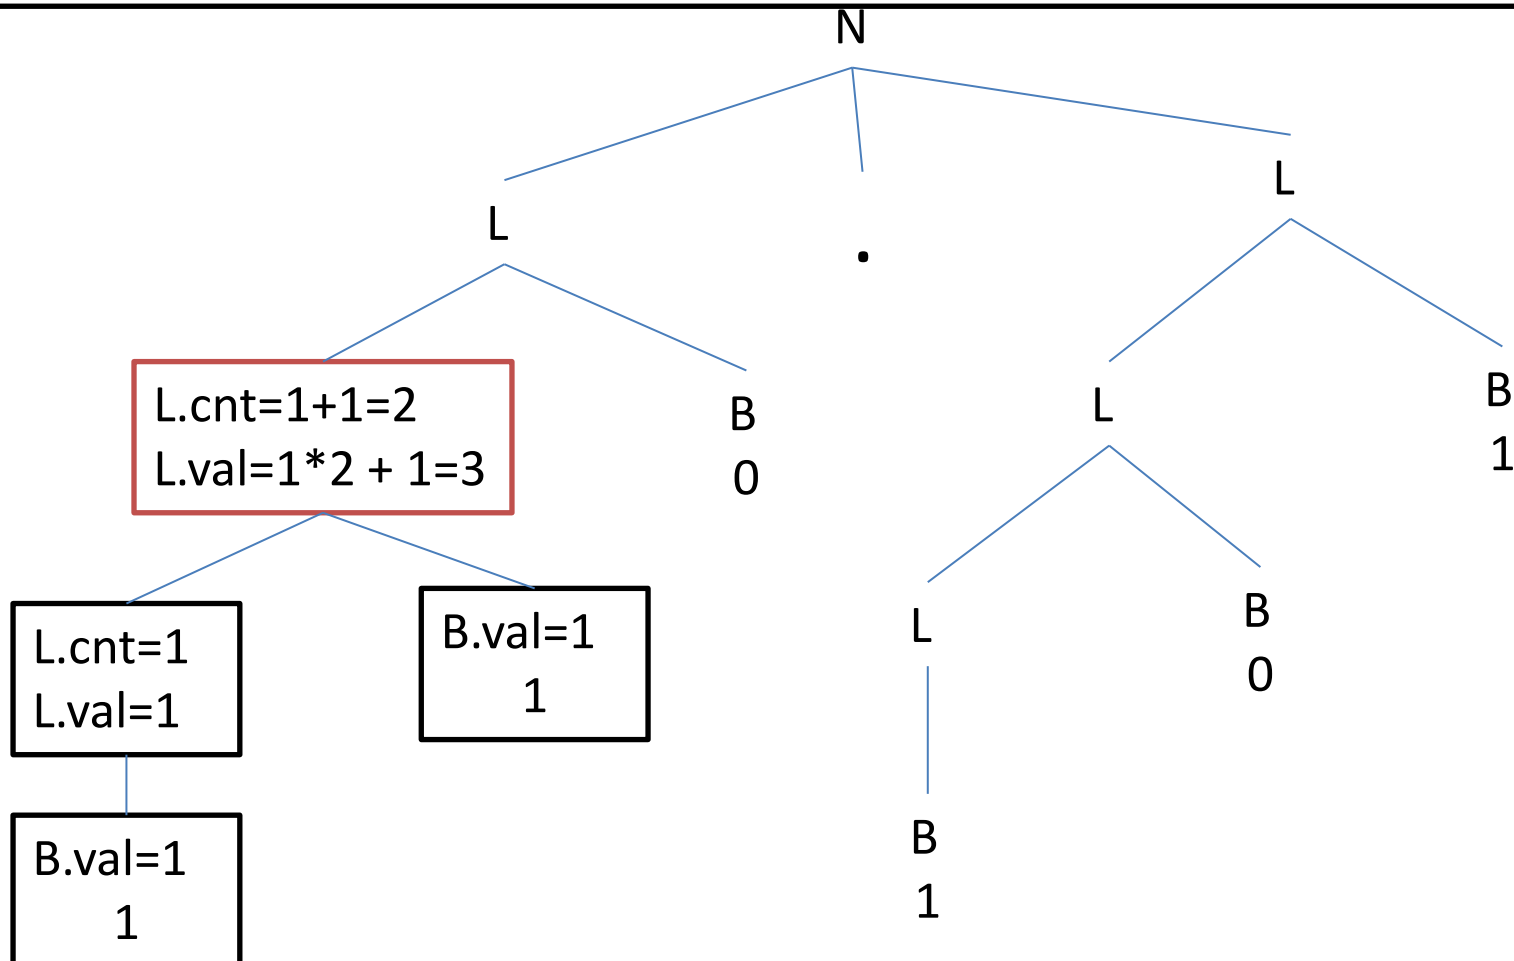 N
L
.
L
L.cnt=1+1=2
L.val=1*2 + 1=3
B
0
L
B
1
L.cnt=1
L.val=1
B.val=1
1
L
B
0
B.val=1
1
B
1